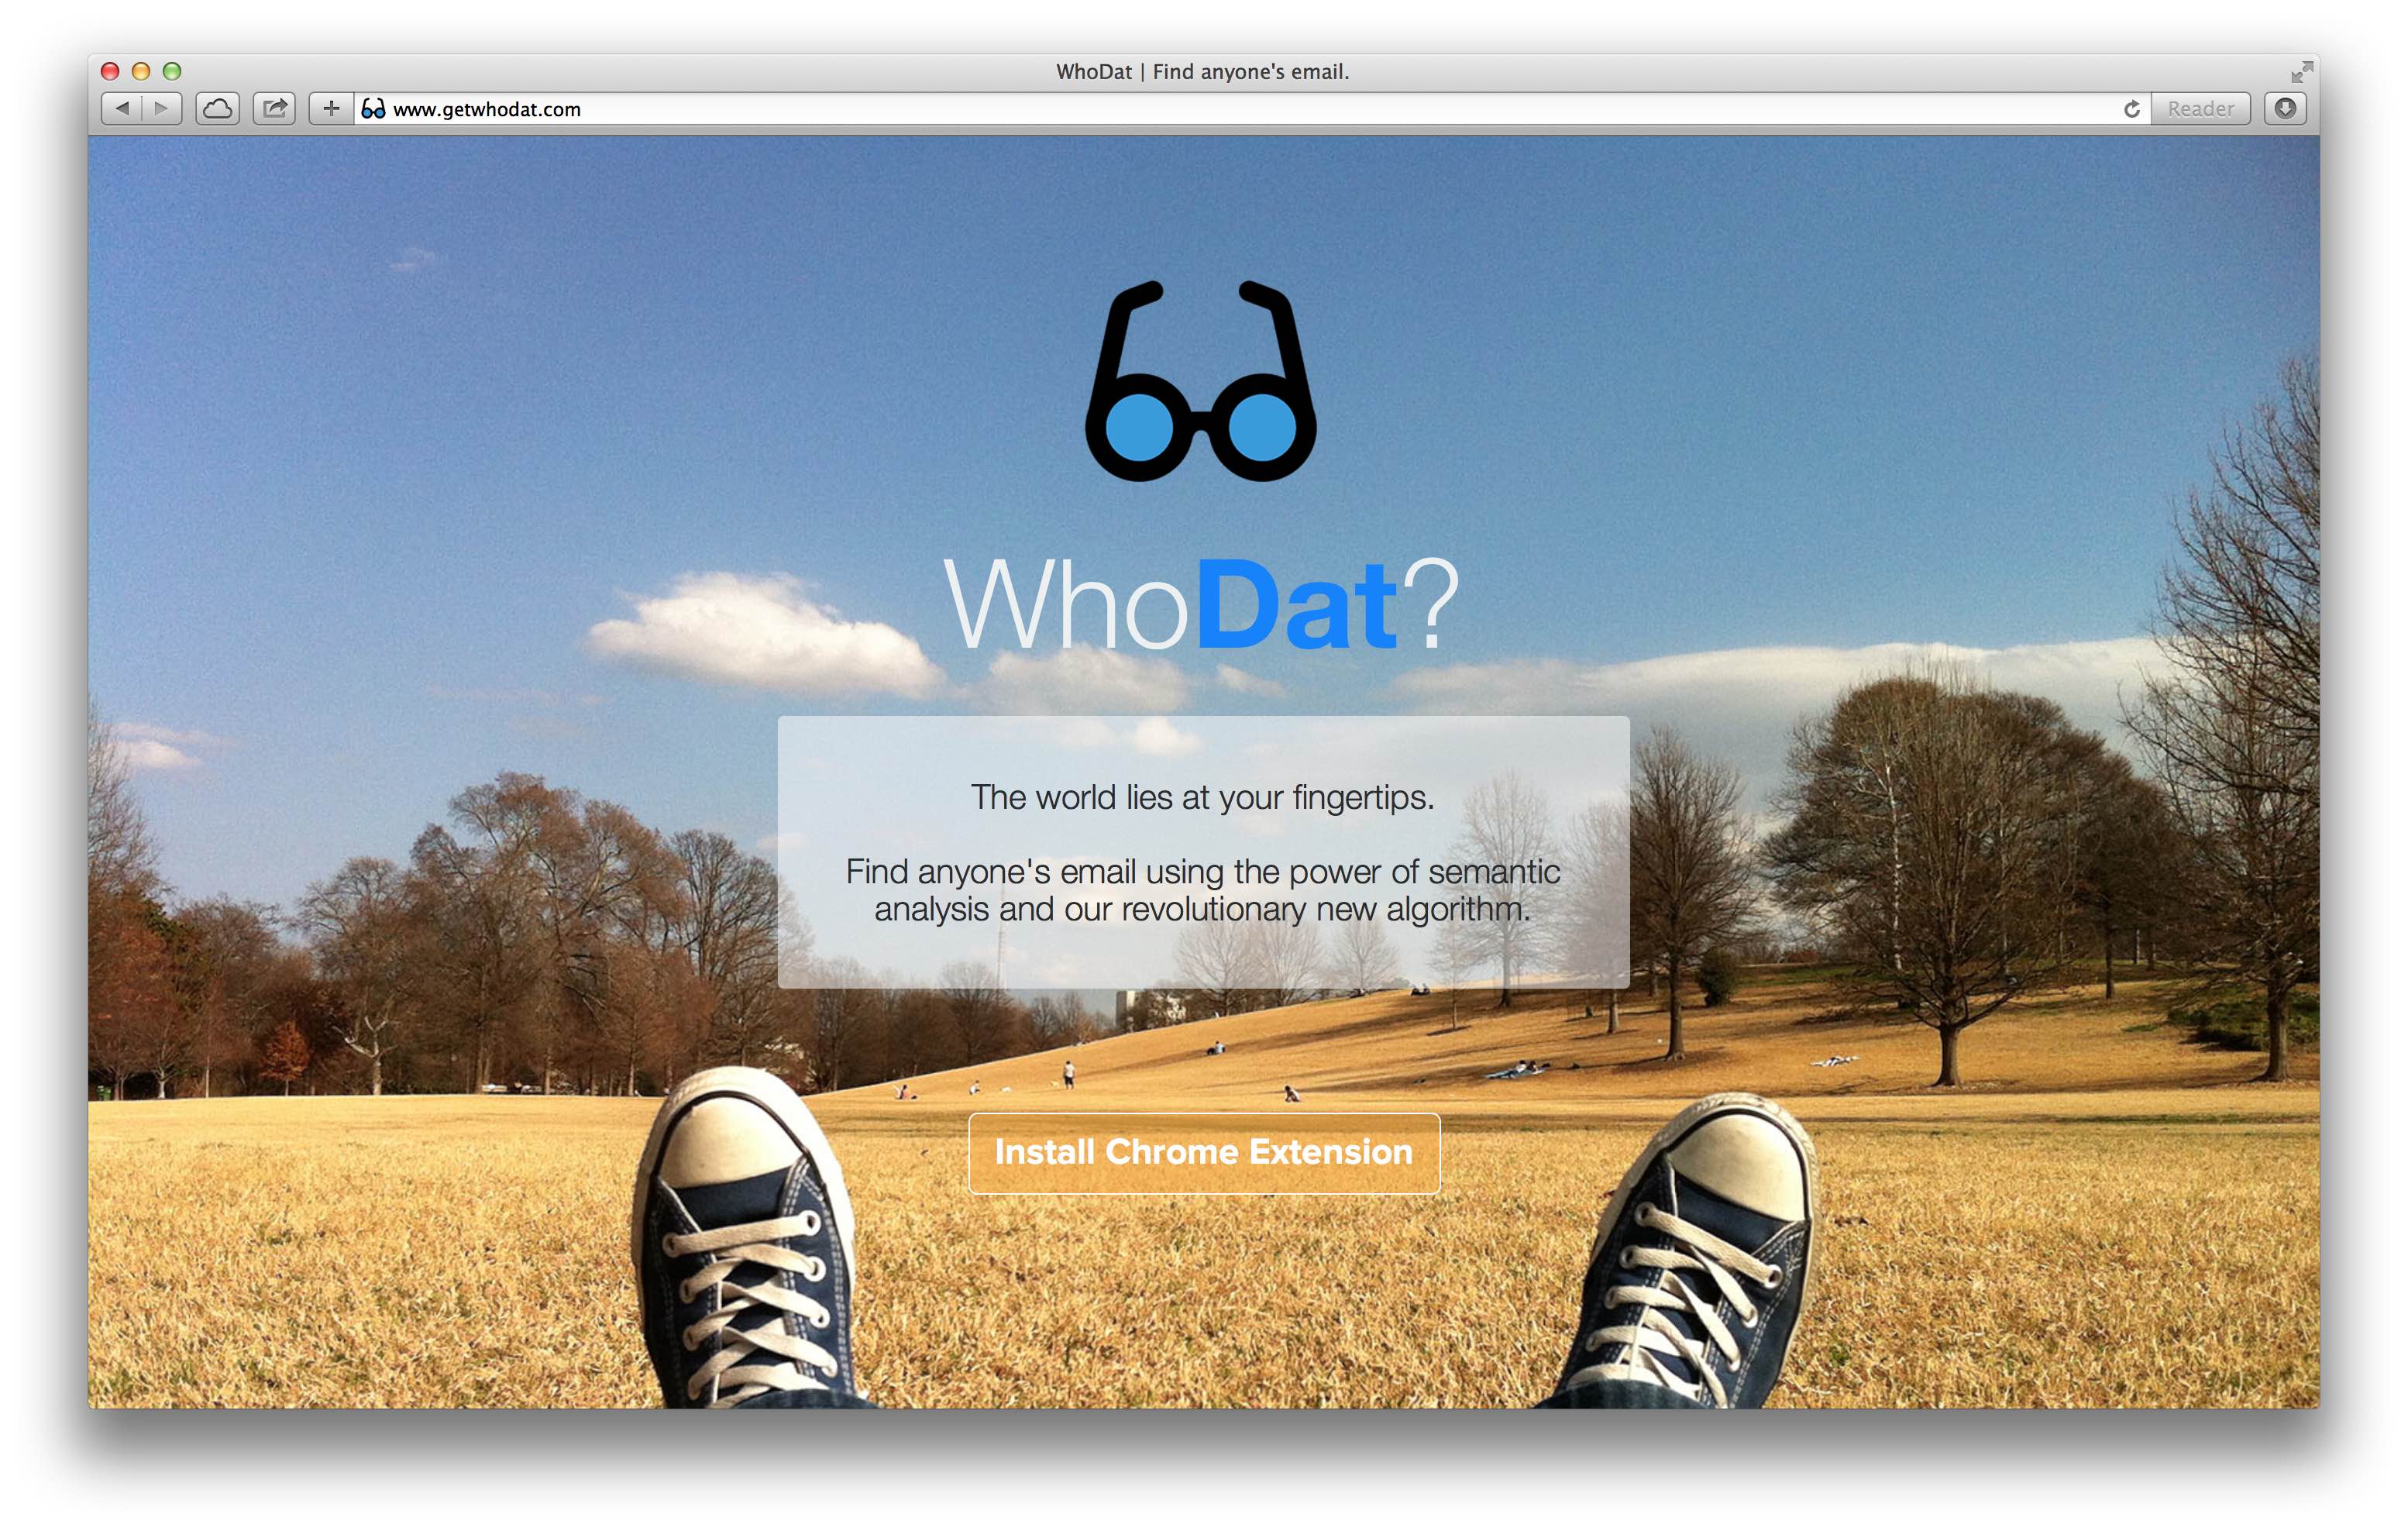 WhoDat | Find anyone's email.
www.getwhodat.com
Reader
WhoDat?
The world lies at your fingertips.
Find anyone's email using the power of semantic
analysis and our revolutionary new algorithm.
Install Chrome Extension